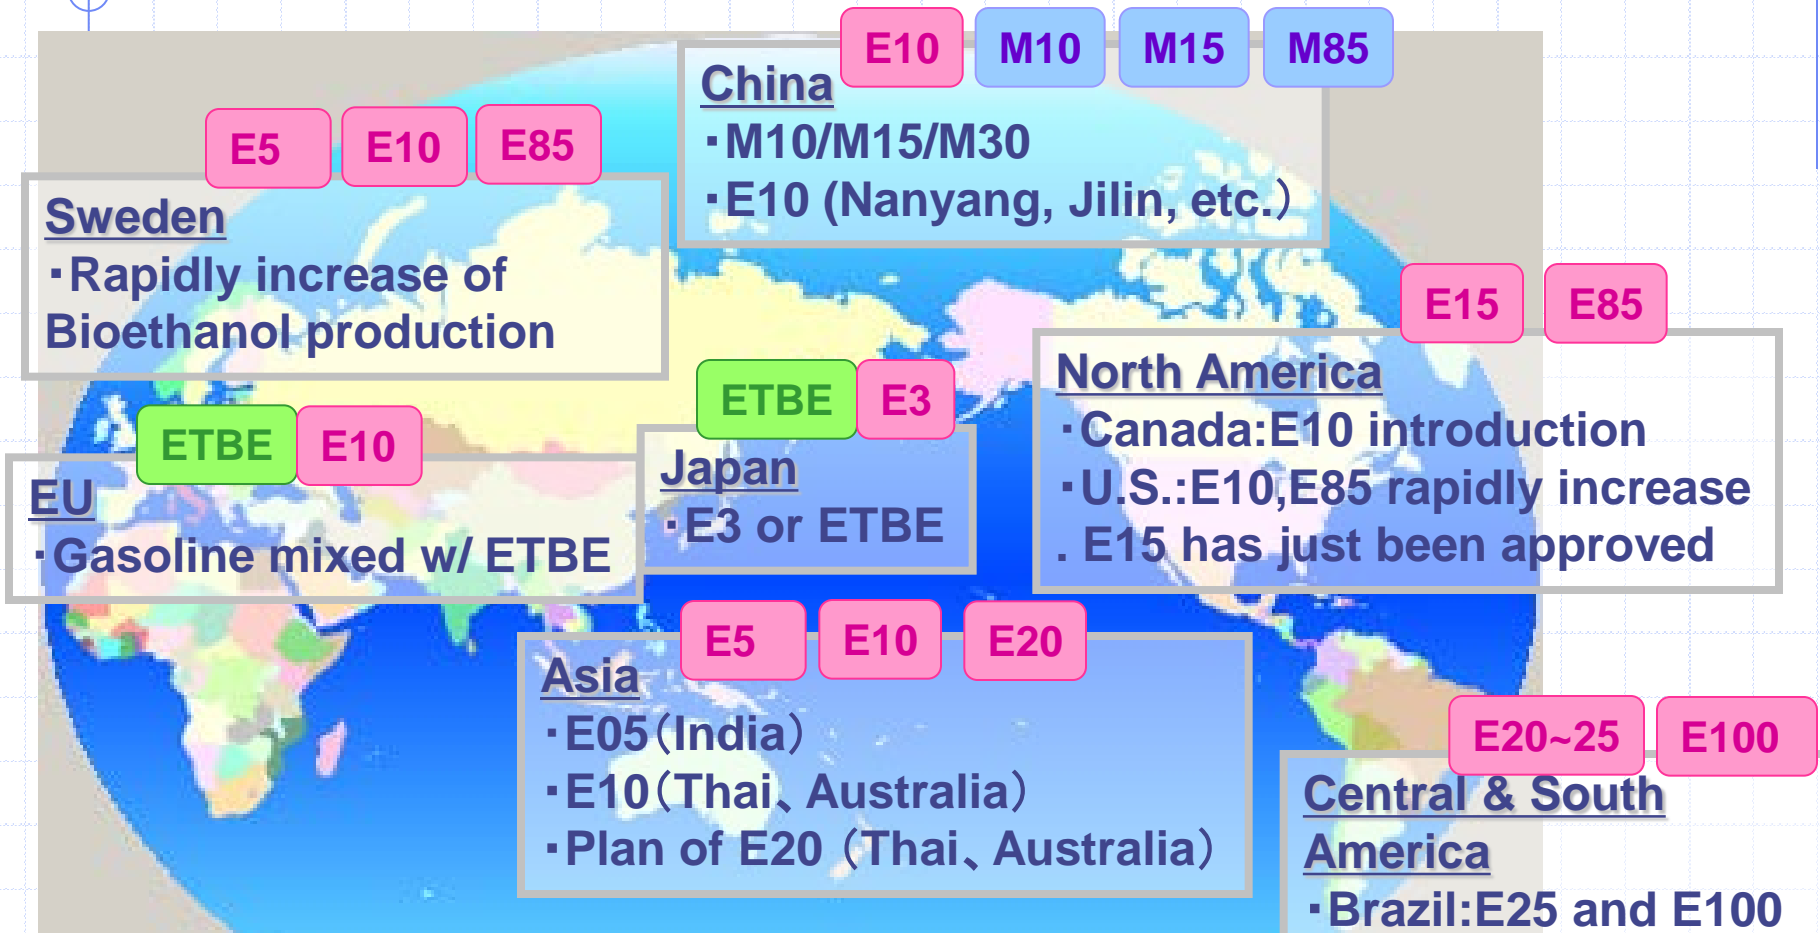 E10 M10 M15 M85
China
･M10/M15/M30
･E10 (Nanyang, Jilin, etc.）
E5 E10 E85
Sweden
･Rapidly increase of
Bioethanol production
E15 E85
North America
･Canada:E10 introduction
･U.S.:E10,E85 rapidly increase
. E15 has just been approved
ETBE E3
Japan
･E3 or ETBE
ETBE E10
EU
･Gasoline mixed w/ ETBE
E5 E10 E20
Asia
･E05（India）
･E10（Thai、Australia）
･Plan of E20（Thai、Australia）
E20~25 E100
Central & South
America
･Brazil:E25 and E100